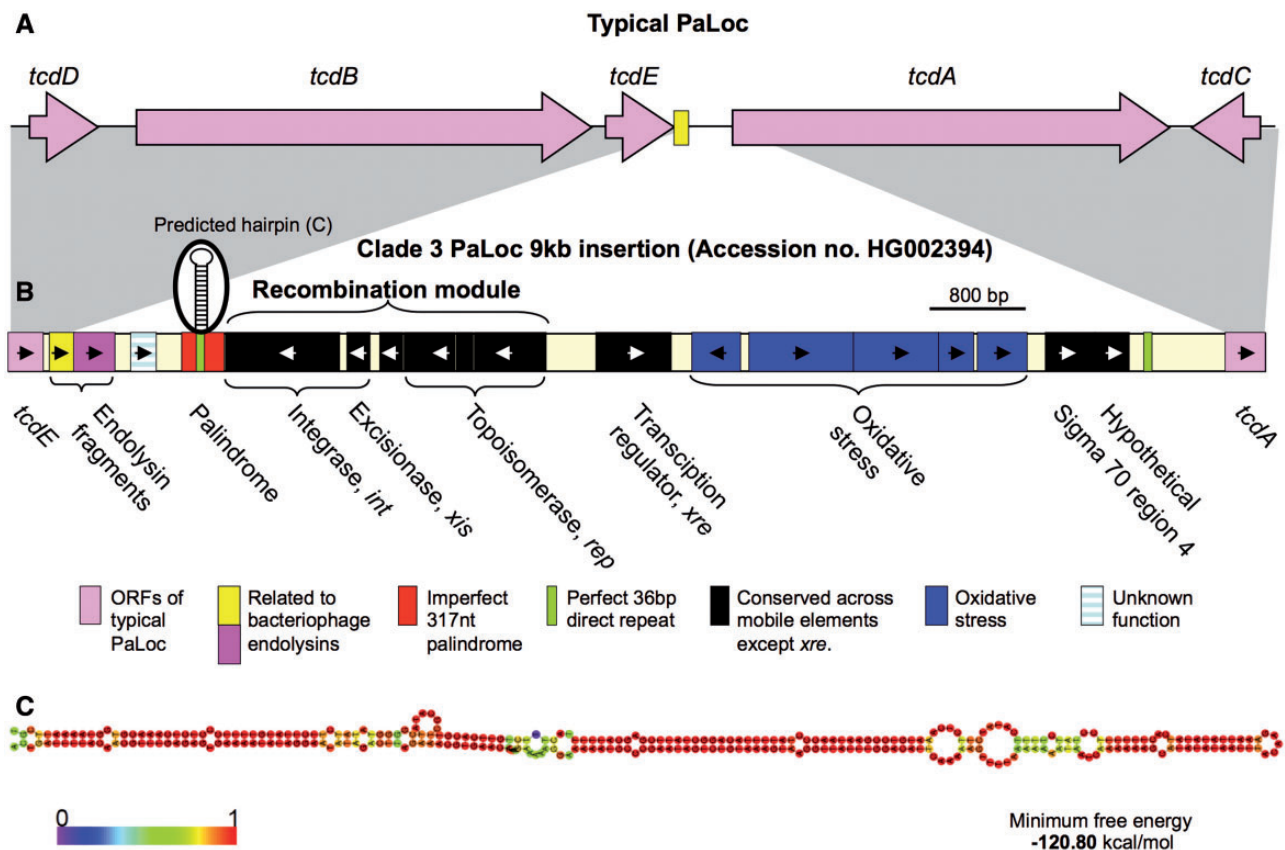 A
Typical PaLoc
tcdD
tcdB
tcdE
tcdA
tcdC
Predicted hairpin (C)
Clade 3 PaLoc 9kb insertion (Accession no. HG002394)
B
Recombination module
800 bp
tcdE
Endolysin
fragments
Palindrome
Integrase, int
Excisionase, xis
Topoisomerase, rep
Transcription
regulator, xre
Oxidative
stress
Sigma 70 region 4
Hypothetical
tcdA
ORFs of
typical
PaLoc
Related to
bacteriophage
endolysins
Imperfect
317nt
palindrome
Perfect 36bp
direct repeat
Conserved across
mobile elements
except xre.
Oxidative
stress
Unknown
function
C
0
1
Minimum free energy
-120.80 kcal/mol